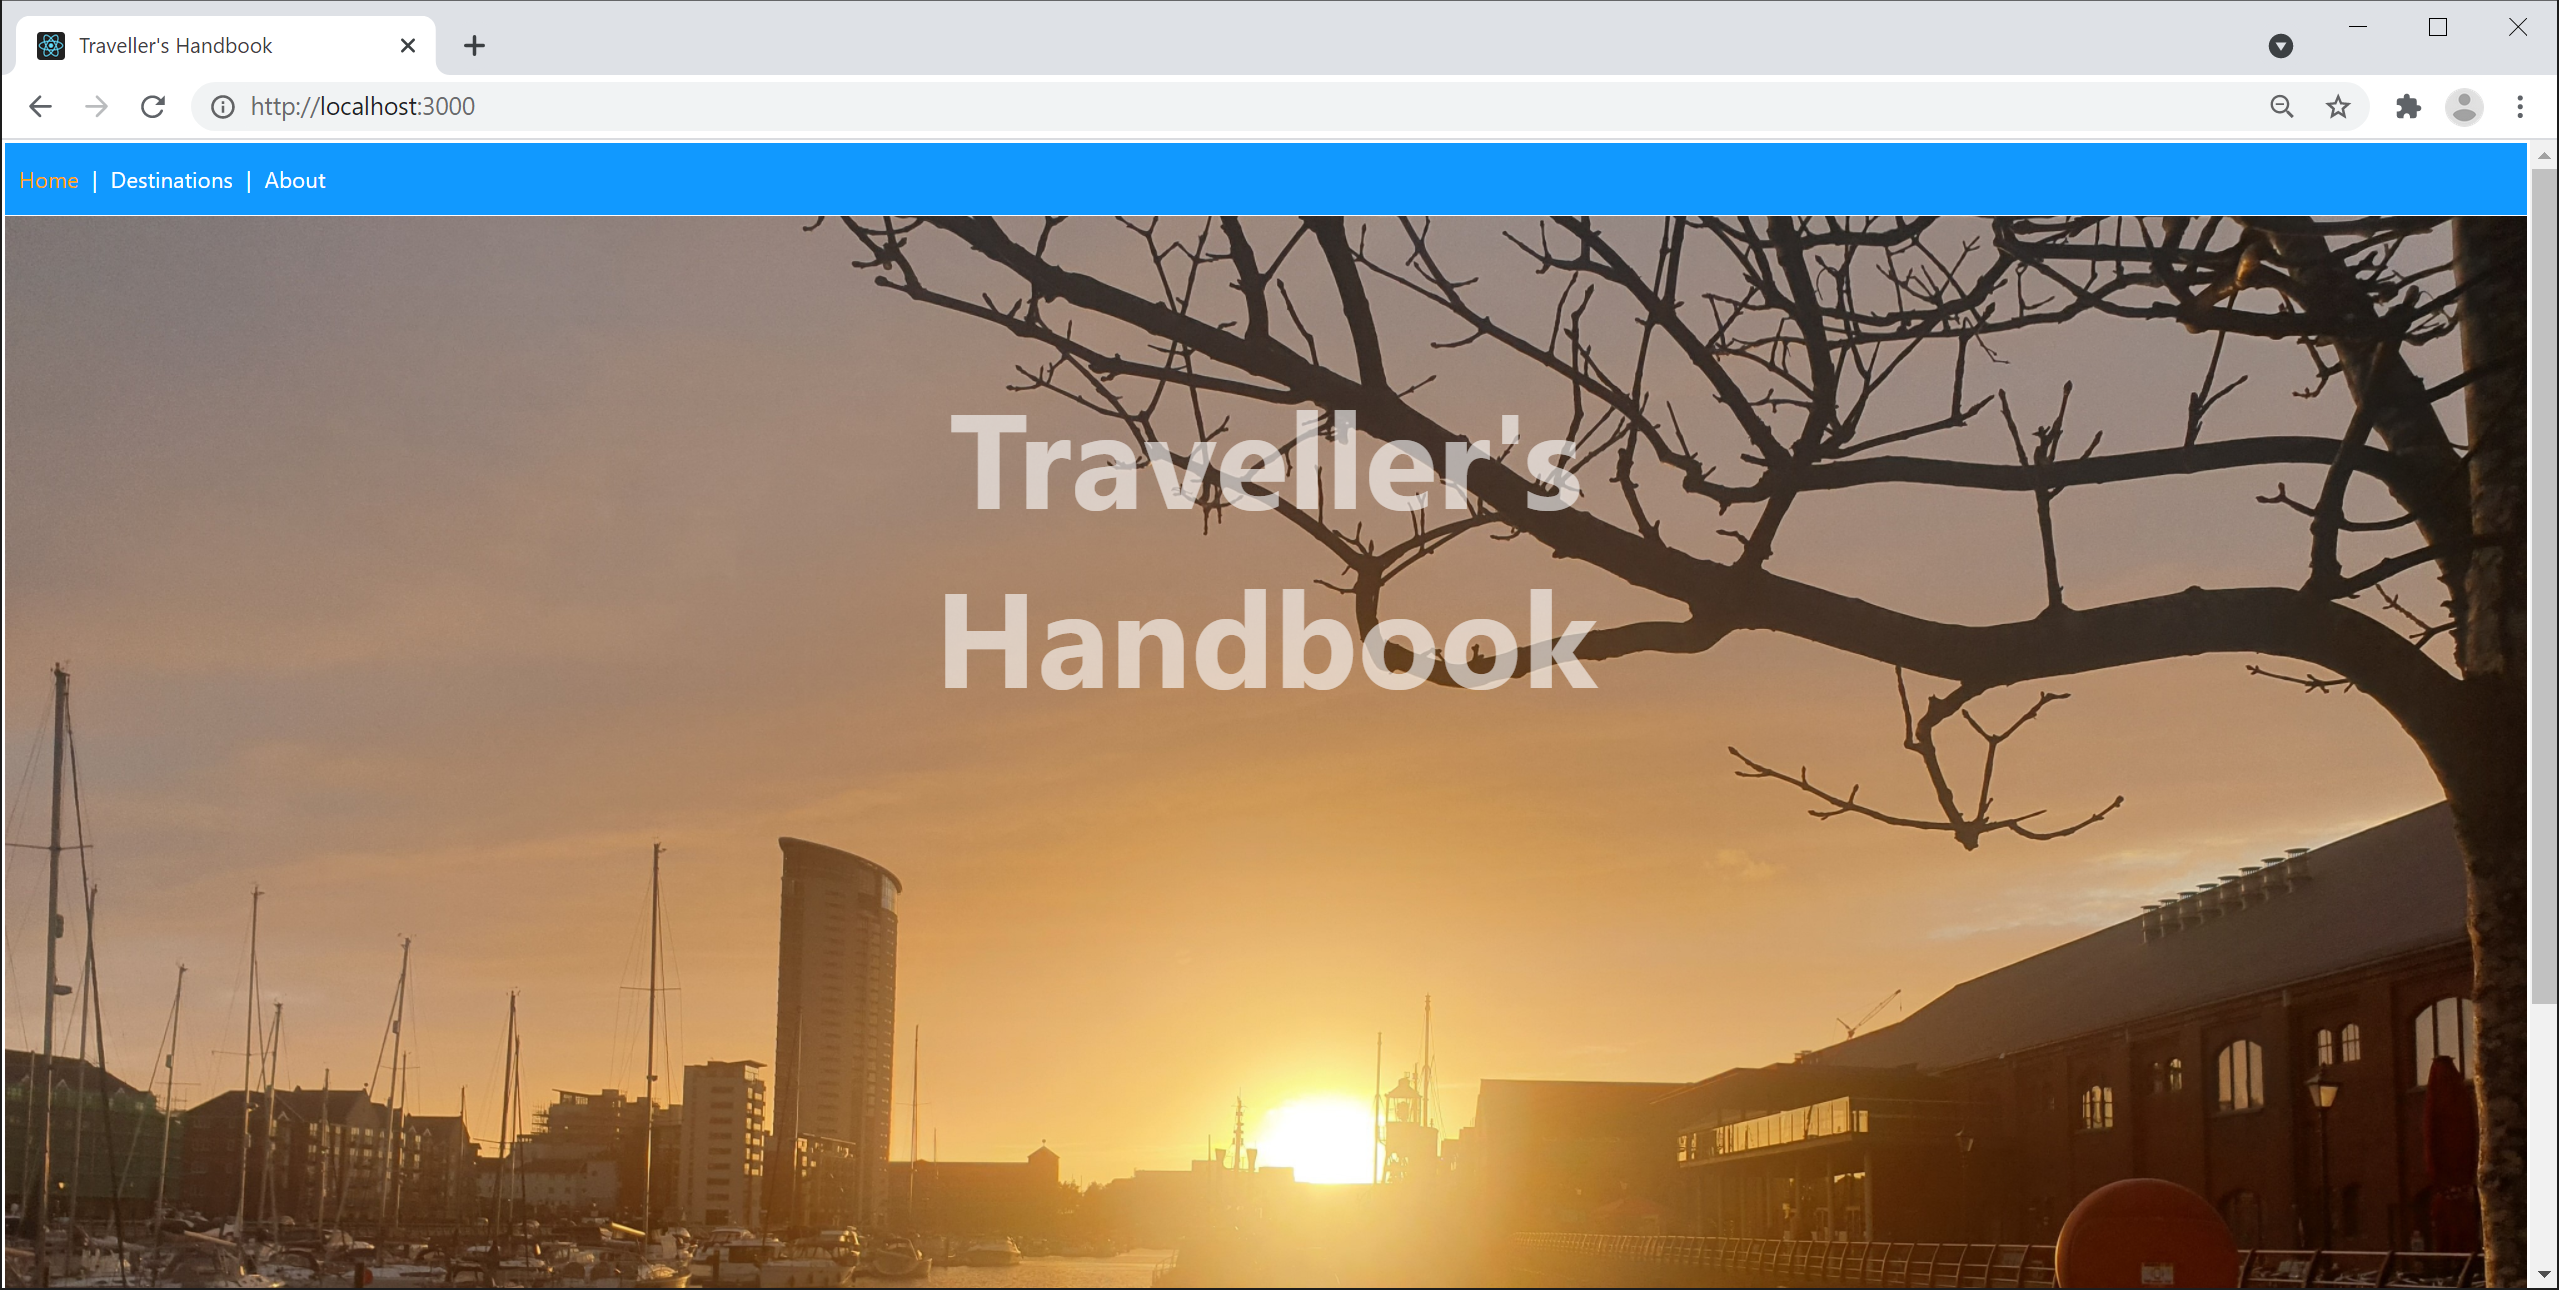 Traveller's Handbook
http://localhost:3000
Home | Destinations | About
Traveller's
Handbook